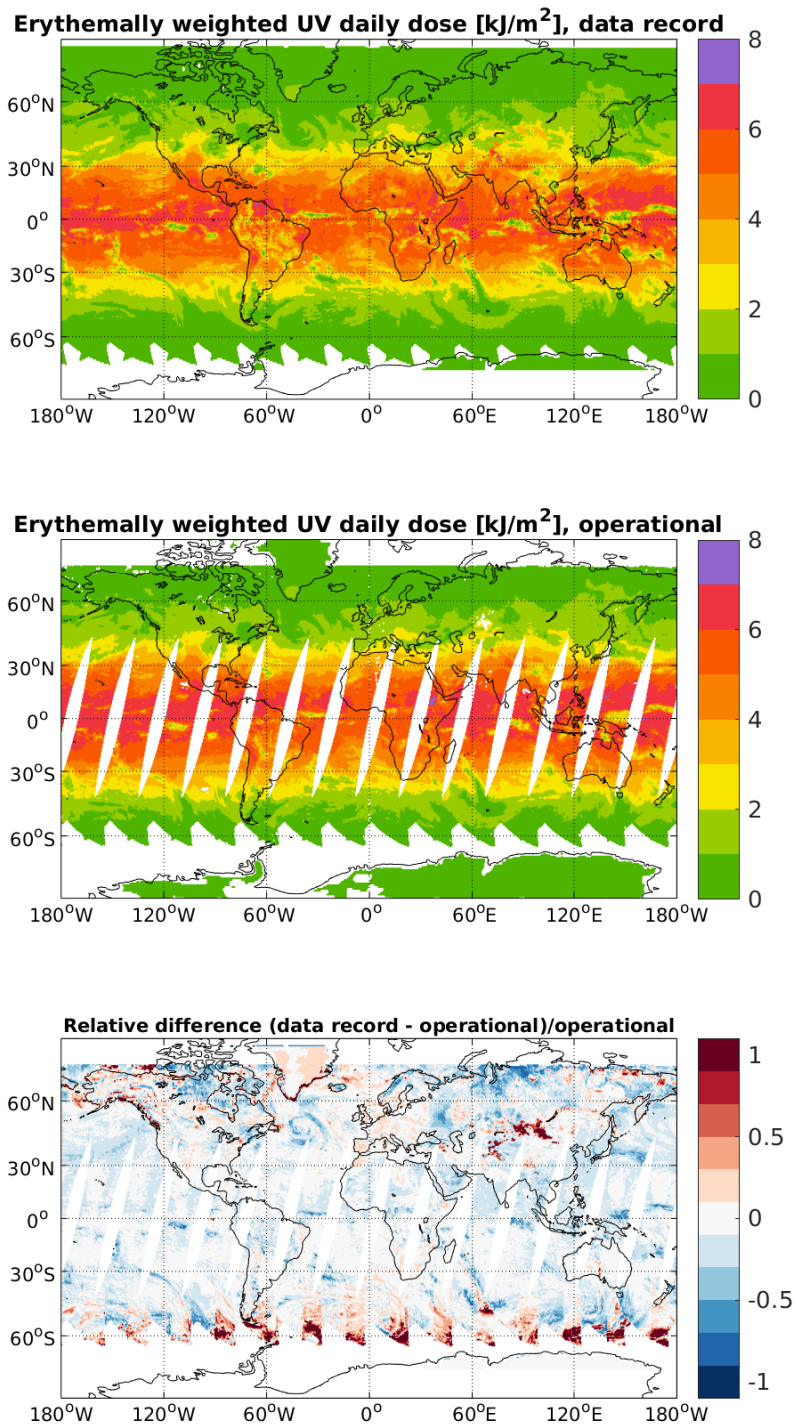 Erythemally weighted UV daily dose [kJ/m²], data record
8
60°N
6
30°N
0°
4
30°S
2
60°S
0
180°W 120°W 60°W 0° 60°E 120°E 180°W
Erythemally weighted UV daily dose [kJ/m²], operational
8
60°N
6
30°N
0°
4
30°S
2
60°S
0
180°W 120°W 60°W 0° 60°E 120°E 180°W
Relative difference (data record - operational)/operational
1
60°N
0.5
30°N
0°
0
30°S
-0.5
60°S
-1
180°W 120°W 60°W 0° 60°E 120°E 180°W